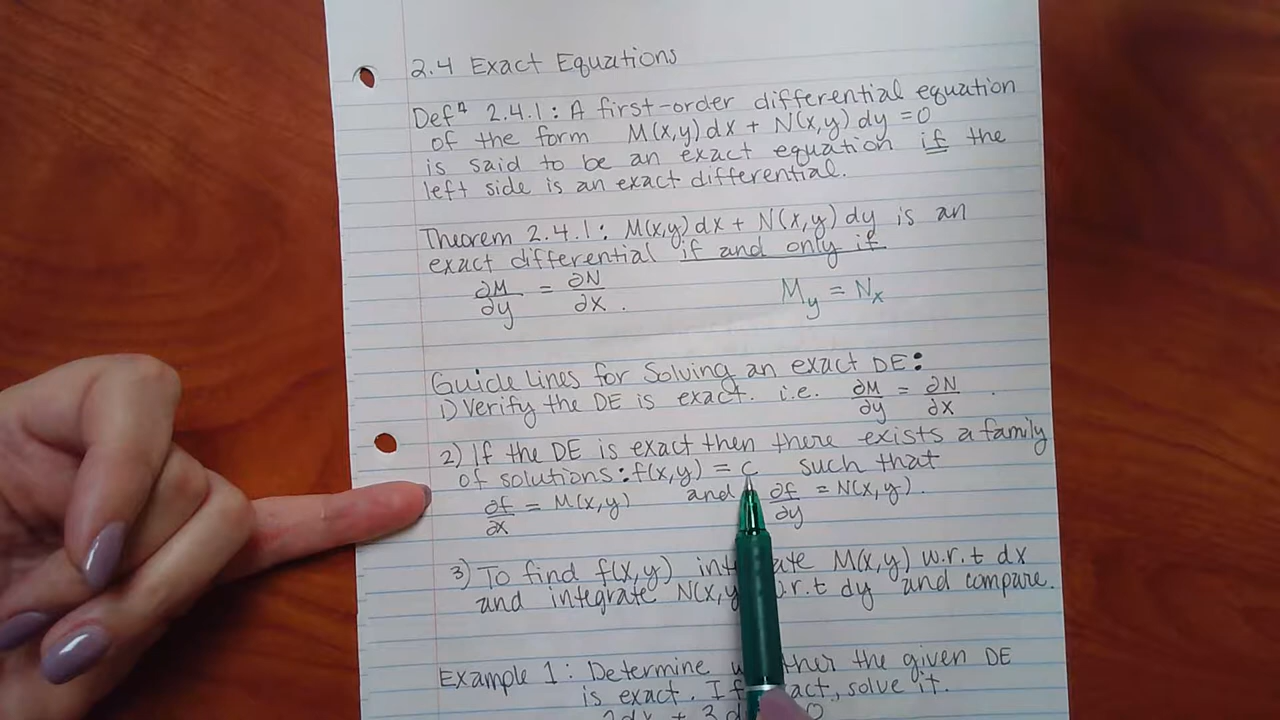 2.4 Exact Equations
Defⁿ 2.4.1: A first-order differential equation
of the form M(x,y) dx + N(x,y) dy = 0
is said to be an exact equation if the
left side is an exact differential.
Theorem 2.4.1: M(x,y) dx + N(x,y) dy is an
exact differential if and only if
∂M/∂y = ∂N/∂x. My = Nx
Guidelines for Solving an exact DE:
1) Verify the DE is exact. i.e. ∂M/∂y = ∂N/∂x.
2) If the DE is exact then there exists a family
of solutions: f(x,y) = c such that
∂f/∂x = M(x,y) and ∂f/∂y = N(x,y).
3) To find f(x,y) M(x,y) w.r.t dx
and integrate N(x,y w.r.t dy and compare.
Example 1: Determine the given DE
is exact. If , solve it.
2dx + 3d 0